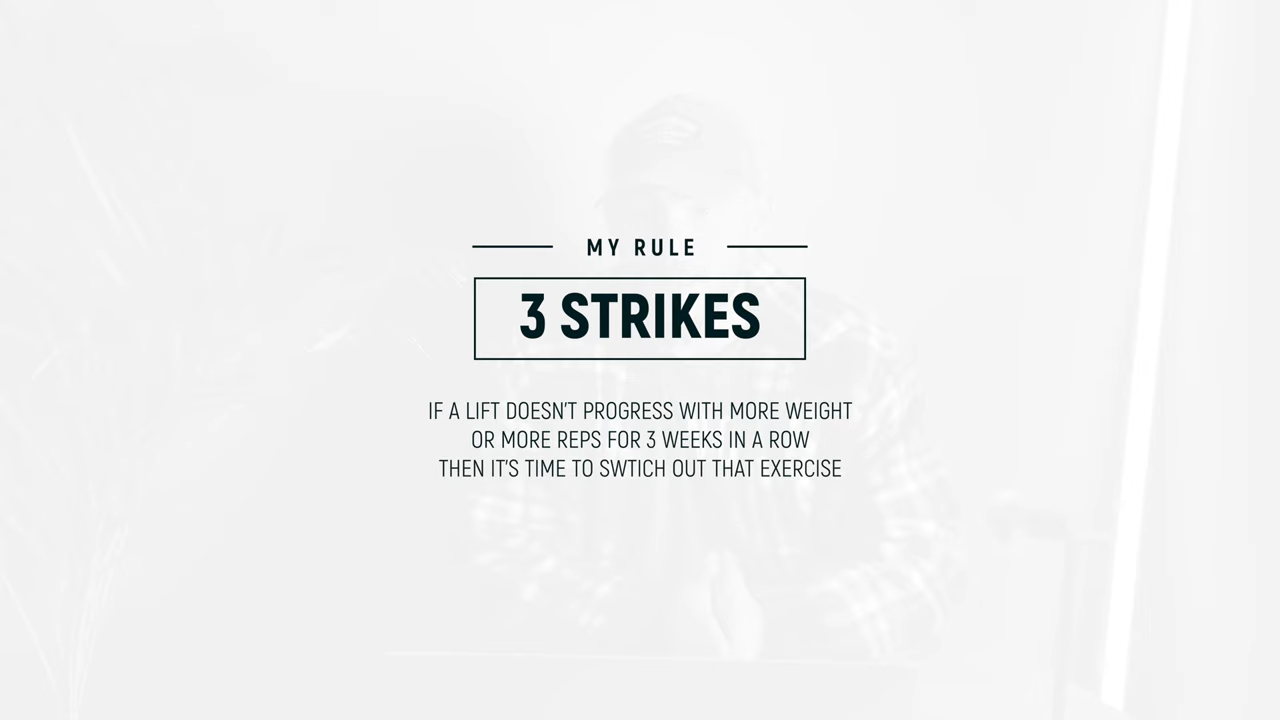 MY RULE
3 STRIKES
IF A LIFT DOESN'T PROGRESS WITH MORE WEIGHT
OR MORE REPS FOR 3 WEEKS IN A ROW
THEN IT'S TIME TO SWTICH OUT THAT EXERCISE